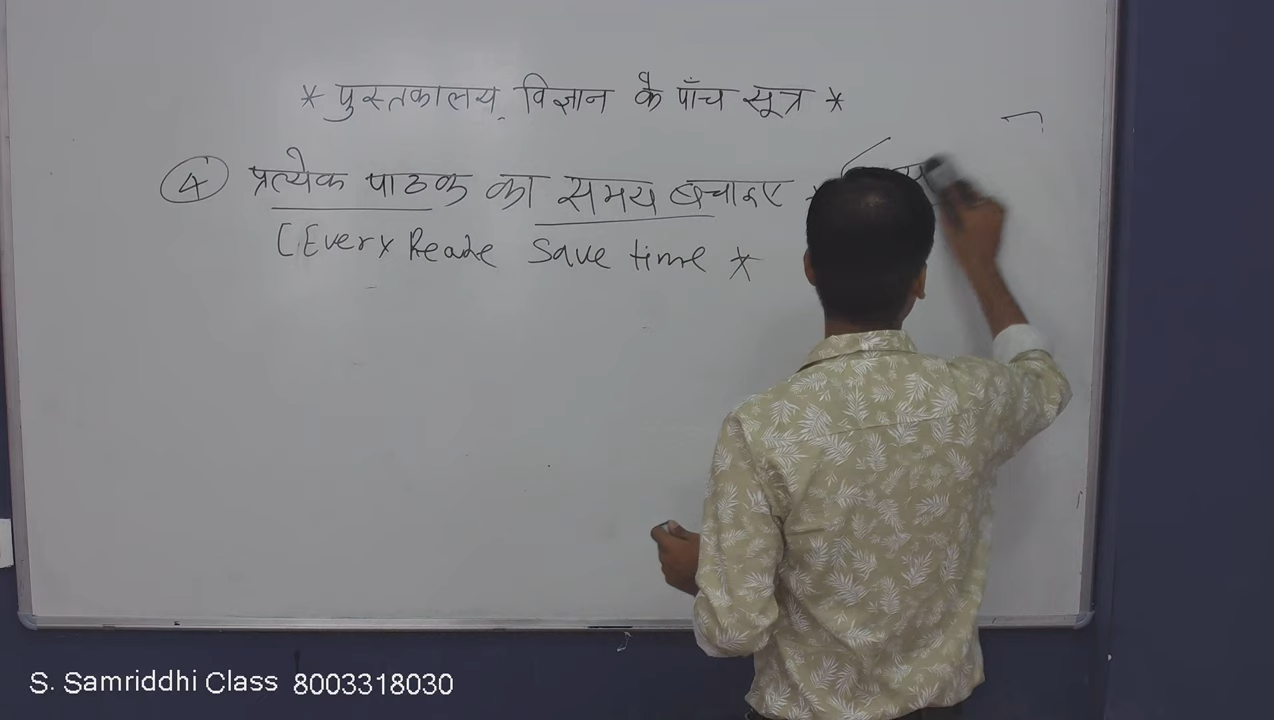 * पुस्तकालय विज्ञान के पाँच सूत्र *
④ प्रत्येक पाठक का समय बचाइए
(Every Reade Save time *
S. Samriddhi Class 8003318030